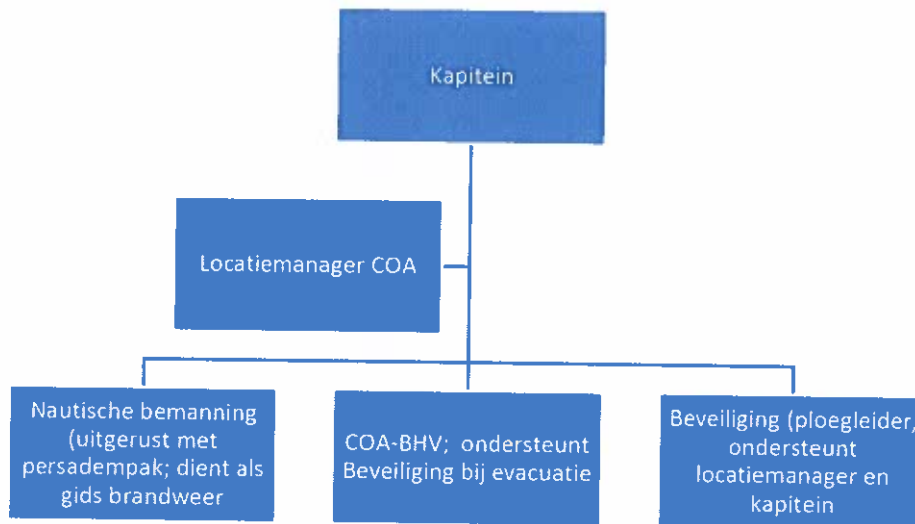 Kapitein
Locatiemanager COA
Nautische bemanning
(uitgerust met
persadempak; dient als
gids brandweer
COA-BHV; ondersteunt
Beveiliging bij evacuatie
Beveiliging (ploegleider,
ondersteunt
locatiemanager en
kapitein